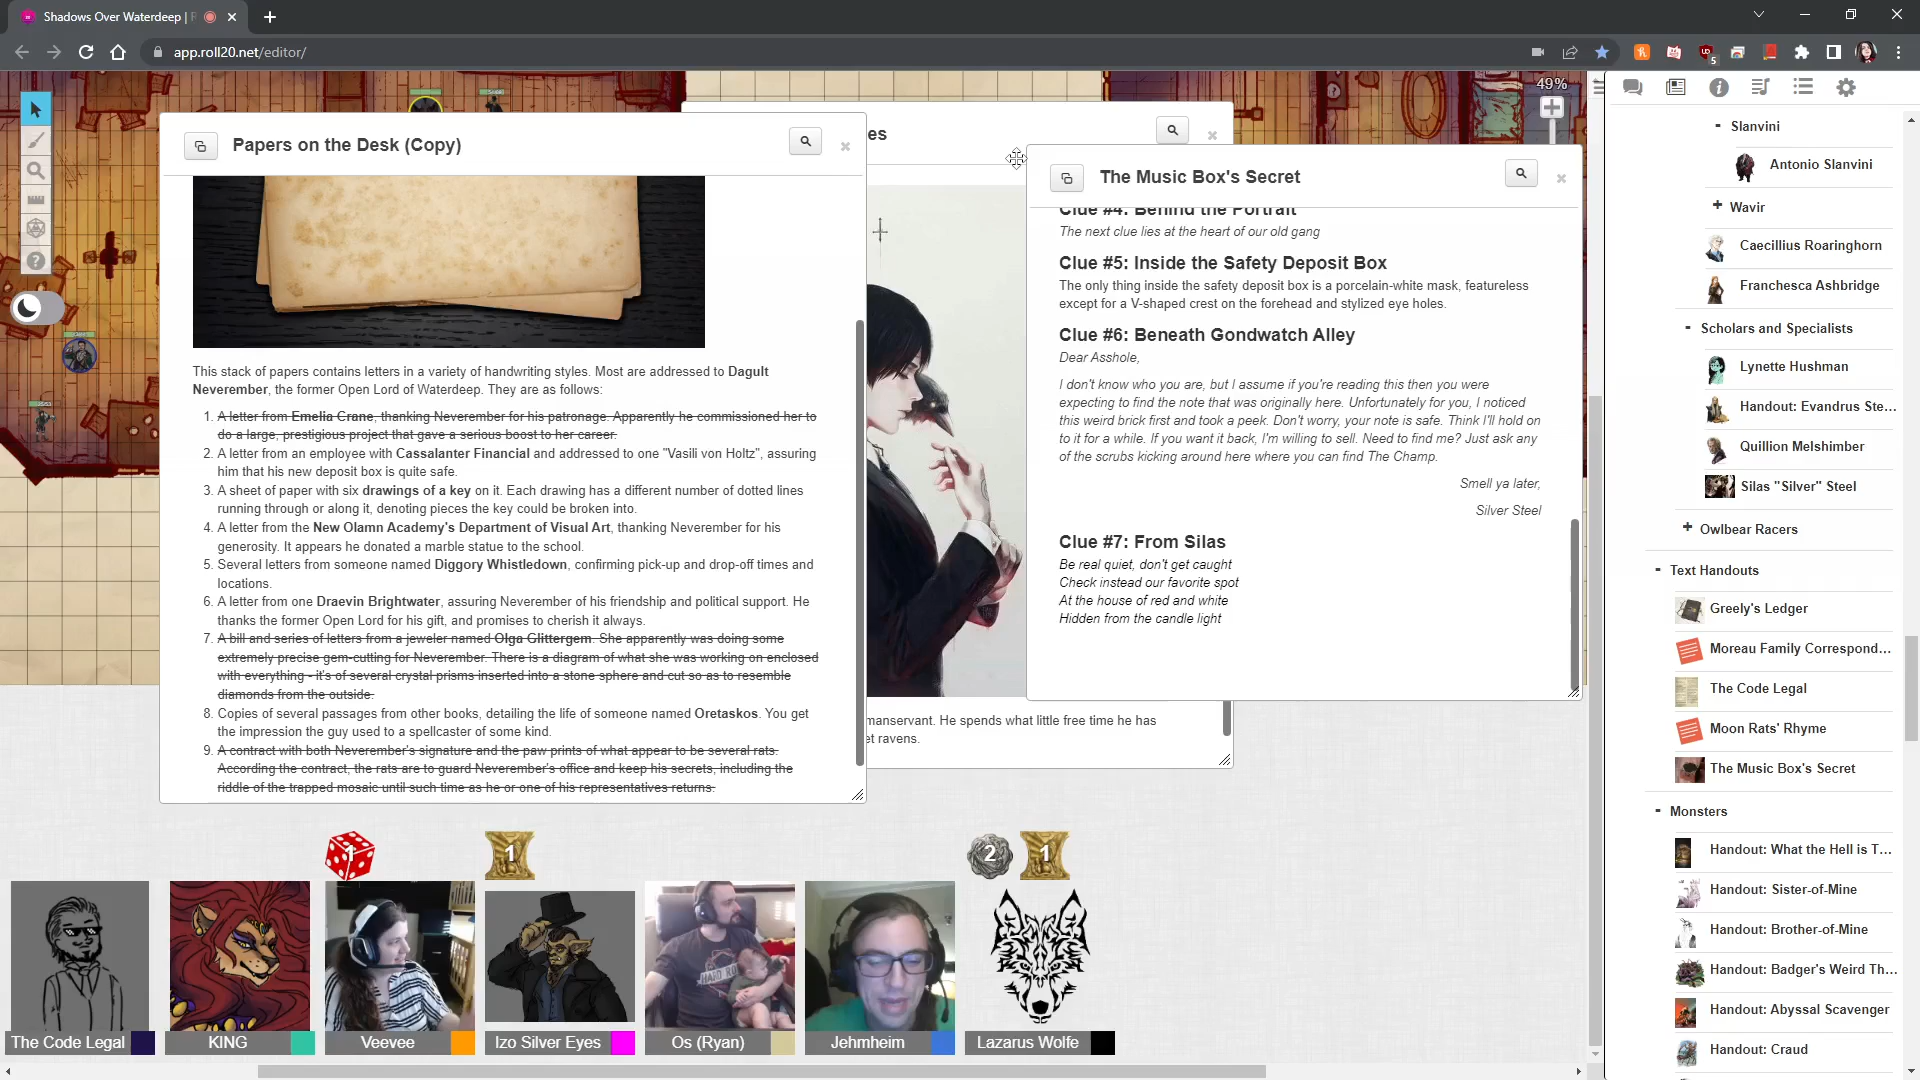 Shadows Over Waterdeep |
app.roll20.net/editor/
5
49%
Papers on the Desk (Copy)
This stack of papers contains letters in a variety of handwriting styles. Most are addressed to Dagult
Neverember, the former Open Lord of Waterdeep. They are as follows:
1. A letter from Emelia Crane, thanking Neverember for his patronage. Apparently he commissioned her to
do a large, prestigious project that gave a serious boost to her career.
2. A letter from an employee with Cassalanter Financial and addressed to one "Vasili von Holtz", assuring
him that his new deposit box is quite safe.
3. A sheet of paper with six drawings of a key on it. Each drawing has a different number of dotted lines
running through or along it, denoting pieces the key could be broken into.
4. A letter from the New Olamn Academy's Department of Visual Art, thanking Neverember for his
generosity. It appears he donated a marble statue to the school.
5. Several letters from someone named Diggory Whistledown, confirming pick-up and drop-off times and
locations.
6. A letter from one Draevin Brightwater, assuring Neverember of his friendship and political support. He
thanks the former Open Lord for his gift, and promises to cherish it always.
7. A bill and series of letters from a jeweler named Olga Glittergem. She apparently was doing some
extremely precise gem-cutting for Neverember. There is a diagram of what she was working on enclosed
with everything - it's of several crystal prisms inserted into a stone sphere and cut so as to resemble
diamonds from the outside.
8. Copies of several passages from other books, detailing the life of someone named Oretaskos. You get
the impression the guy used to a spellcaster of some kind.
9. A contract with both Neverember's signature and the paw prints of what appear to be several rats.
According the contract, the rats are to guard Neverember's office and keep his secrets, including the
riddle of the trapped mosaic until such time as he or one of his representatives returns.
es
manservant. He spends what little free time he has
et ravens.
The Music Box's Secret
Clue #4: Behind the Portrait
The next clue lies at the heart of our old gang
Clue #5: Inside the Safety Deposit Box
The only thing inside the safety deposit box is a porcelain-white mask, featureless
except for a V-shaped crest on the forehead and stylized eye holes.
Clue #6: Beneath Gondwatch Alley
Dear Asshole,
I don't know who you are, but I assume if you're reading this then you were
expecting to find the note that was originally here. Unfortunately for you, I noticed
this weird brick first and took a peek. Don't worry, your note is safe. Think I'll hold on
to it for a while. If you want it back, I'm willing to sell. Need to find me? Just ask any
of the scrubs kicking around here where you can find The Champ.
Smell ya later,
Silver Steel
Clue #7: From Silas
Be real quiet, don't get caught
Check instead our favorite spot
At the house of red and white
Hidden from the candle light
Slanvini
Antonio Slanvini
Wavir
Caecillius Roaringhorn
Franchesca Ashbridge
Scholars and Specialists
Lynette Hushman
Handout: Evandrus Ste...
Quillion Melshimber
Silas "Silver" Steel
Owlbear Racers
Text Handouts
Greely's Ledger
Moreau Family Correspond...
The Code Legal
Moon Rats' Rhyme
The Music Box's Secret
Monsters
Handout: What the Hell is T...
Handout: Sister-of-Mine
Handout: Brother-of-Mine
Handout: Badger's Weird Th...
Handout: Abyssal Scavenger
Handout: Craud
1
1
2
1
HARD RO
The Code Legal
KING
Veevee
Izo Silver Eyes
Os (Ryan)
Jehmheim
Lazarus Wolfe